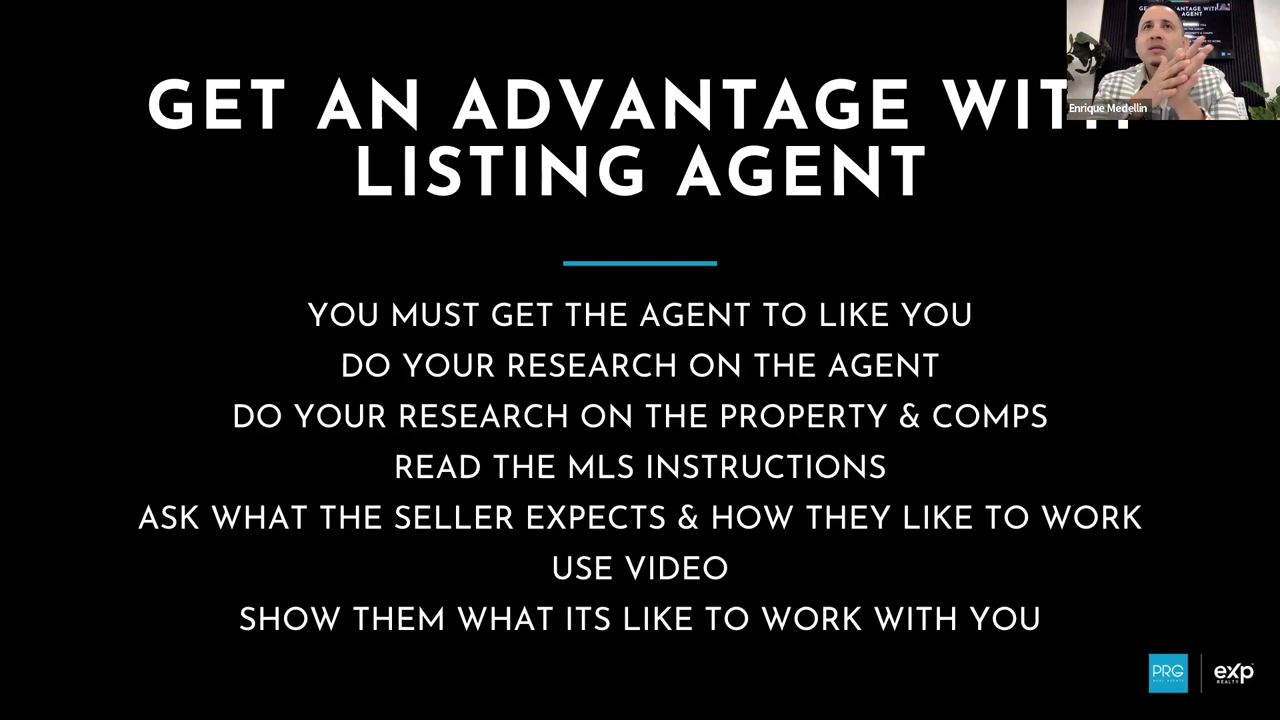 GET AN ADVANTAGE WITH
LISTING AGENT
Enrique Medellin
YOU MUST GET THE AGENT TO LIKE YOU
DO YOUR RESEARCH ON THE AGENT
DO YOUR RESEARCH ON THE PROPERTY & COMPS
READ THE MLS INSTRUCTIONS
ASK WHAT THE SELLER EXPECTS & HOW THEY LIKE TO WORK
USE VIDEO
SHOW THEM WHAT ITS LIKE TO WORK WITH YOU
PRG
REAL ESTATE
eXp
REALTY